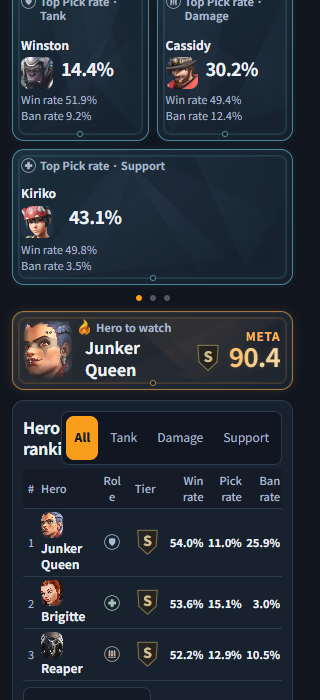 Top Pick rate ·
Tank
Winston
14.4%
Win rate 51.9%
Ban rate 9.2%
Top Pick rate ·
Damage
Cassidy
30.2%
Win rate 49.4%
Ban rate 12.4%
Top Pick rate · Support
Kiriko
43.1%
Win rate 49.8%
Ban rate 3.5%
Hero to watch
Junker
Queen
S
META
90.4
Hero
ranki
All Tank Damage Support
# Hero Rol
e Tier Win
rate Pick
rate Ban
rate
1 Junker
Queen S 54.0% 11.0% 25.9%
2 Brigitte S 53.6% 15.1% 3.0%
3 Reaper S 52.2% 12.9% 10.5%